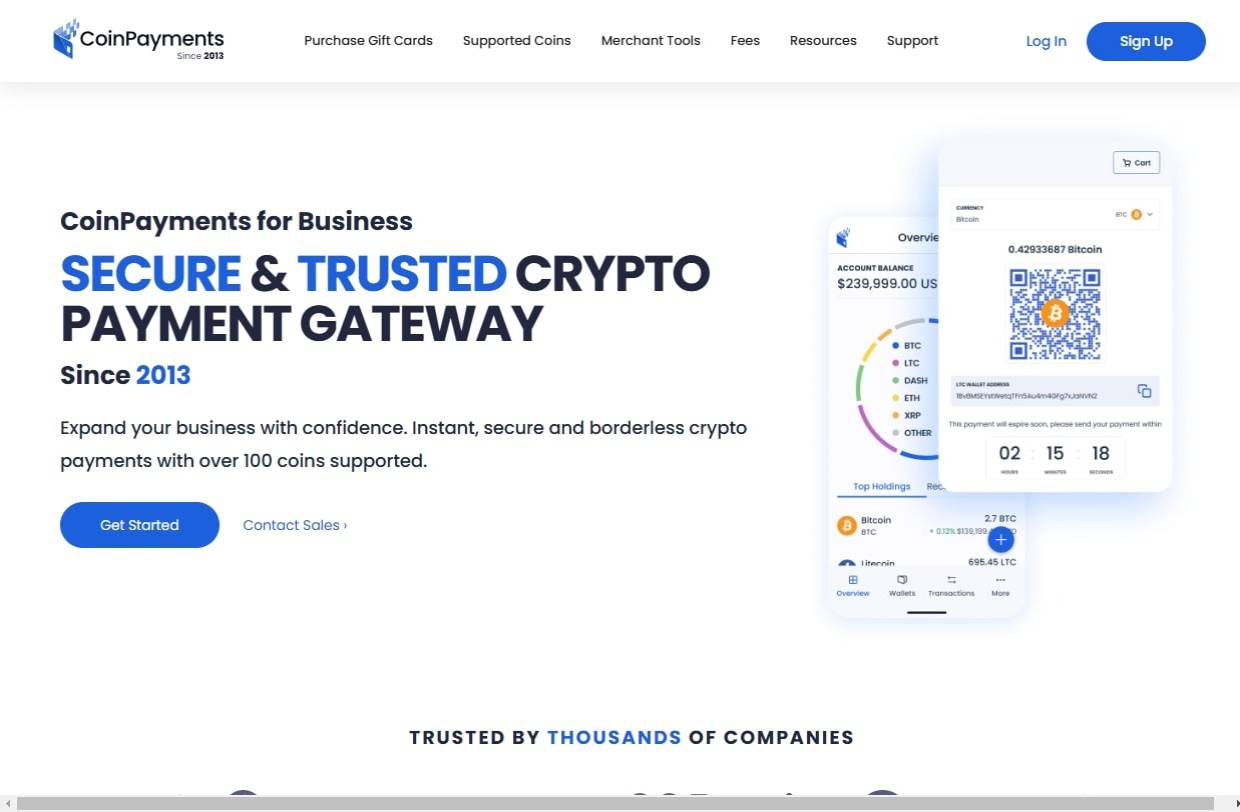 CoinPayments
Since 2013
Purchase Gift Cards
Supported Coins
Merchant Tools
Fees
Resources
Support
Log In
Sign Up
CoinPayments for Business
SECURE & TRUSTED CRYPTO
PAYMENT GATEWAY
Since 2013
Expand your business with confidence. Instant, secure and borderless crypto
payments with over 100 coins supported.
Get Started
Contact Sales ›
Overvie
ACCOUNT BALANCE
$239,999.00 US
BTC
LTC
DASH
ETH
XRP
OTHER
Top Holdings
Rec
Bitcoin
BTC
2.7 BTC
+ 0.13%
Litecoin
695.45 LTC
Overview
Wallets
Transactions
More
Cart
CURRENCY
Bitcoin
BTC
0.42933687 Bitcoin
LTC WALLET ADDRESS
This payment will expire soon, please send your payment within
02 : 15 : 18
HOURS
MINUTES
SECONDS
TRUSTED BY THOUSANDS OF COMPANIES